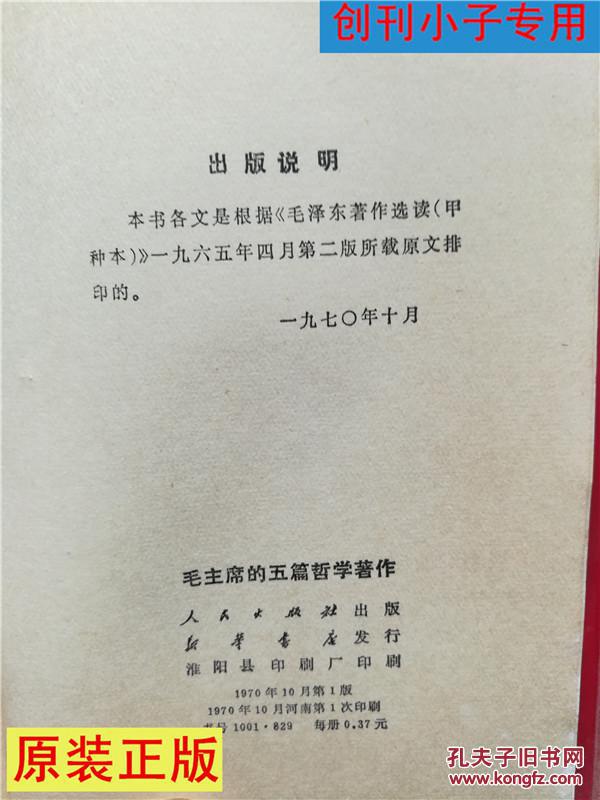 创刊小子专用
出版说明
本书各文是根据《毛泽东著作选读(甲
种本)》一九六五年四月第二版所载原文排
印的。
一九七〇年十月
毛主席的五篇哲学著作
人民出版社出版
新华书店发行
淮阳县印刷厂印刷
1970年10月第1版
1970年10月河南第1次印刷
书号1001·829 每册0.37元
原装正版
孔夫子旧书网
www.kongfz.com